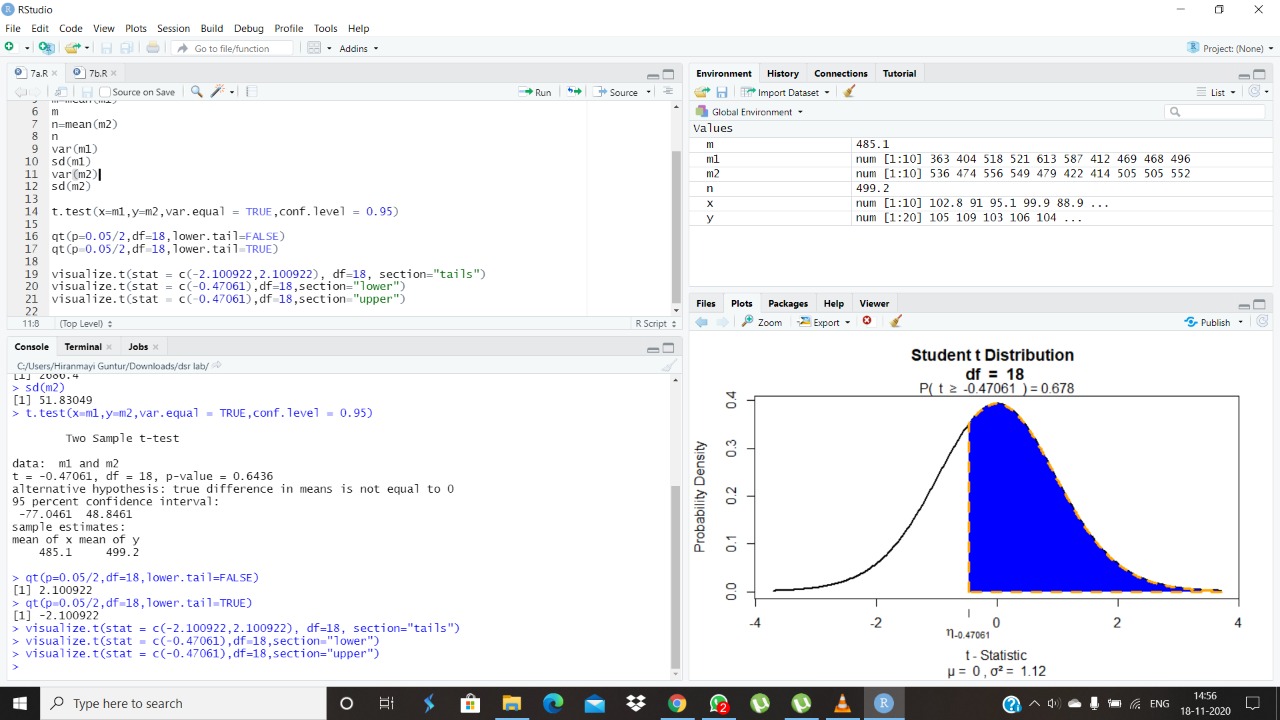 RStudio
File Edit Code View Plots Session Build Debug Profile Tools Help
Go to file/function Addins Project: (None)
7a.R 7b.R
Source on Save Run Source
6 m
7 n=mean(m2)
8 n
9 var(m1)
10 sd(m1)
11 var(m2)
12 sd(m2)
13
14 t.test(x=m1,y=m2,var.equal = TRUE,conf.level = 0.95)
15
16 qt(p=0.05/2,df=18,lower.tail=FALSE)
17 qt(p=0.05/2,df=18,lower.tail=TRUE)
18
19 visualize.t(stat = c(-2.100922,2.100922), df=18, section="tails")
20 visualize.t(stat = c(-0.47061),df=18,section="lower")
21 visualize.t(stat = c(-0.47061),df=18,section="upper")
22
11:8 (Top Level) R Script
Console Terminal Jobs
C:/Users/Hiranmayi Guntur/Downloads/dsr lab/
[1] 2686.4
> sd(m2)
[1] 51.83049
> t.test(x=m1,y=m2,var.equal = TRUE,conf.level = 0.95)
Two Sample t-test
data: m1 and m2
t = -0.47061, df = 18, p-value = 0.6436
alternative hypothesis: true difference in means is not equal to 0
95 percent confidence interval:
-77.0461 48.8461
sample estimates:
mean of x mean of y
485.1 499.2
> qt(p=0.05/2,df=18,lower.tail=FALSE)
[1] 2.100922
> qt(p=0.05/2,df=18,lower.tail=TRUE)
[1] -2.100922
> visualize.t(stat = c(-2.100922,2.100922), df=18, section="tails")
> visualize.t(stat = c(-0.47061),df=18,section="lower")
> visualize.t(stat = c(-0.47061),df=18,section="upper")
>
Environment History Connections Tutorial
Import Dataset List
Global Environment
Values
m 485.1
m1 num [1:10] 363 404 518 521 613 587 412 469 468 496
m2 num [1:10] 536 474 556 549 479 422 414 505 505 552
n 499.2
x num [1:10] 102.8 91 95.1 99.9 88.9 ...
y num [1:20] 105 109 103 106 104 ...
Files Plots Packages Help Viewer
Zoom Export Publish
Student t Distribution
df = 18
P( t ≥ -0.47061 ) = 0.678
Probability Density
0.4
0.3
0.2
0.1
0.0
-4 -2 0 2 4
η-0.47061
t - Statistic
μ = 0 , σ² = 1.12
Type here to search
2
ENG
14:56
18-11-2020